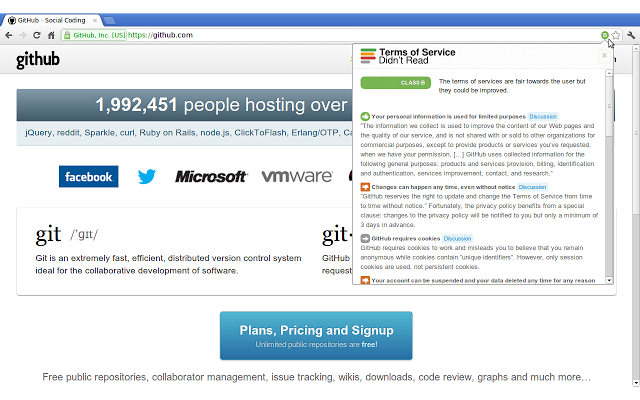 GitHub · Social Coding
GitHub, Inc. [US]
https://github.com
github
Terms of Service
Didn't Read
CLASS B
The terms of services are fair towards the user but
they could be improved.
Your personal information is used for limited purposes Discussion
"The information we collect is used to improve the content of our Web pages and
the quality of our service, and is not shared with or sold to other organizations for
commercial purposes, except to provide products or services you've requested,
when we have your permission, [...] GitHub uses collected information for the
following general purposes: products and services provision, billing, identification
and authentication, services improvement, contact, and research."
Changes can happen any time, even without notice Discussion
"GitHub reserves the right to update and change the Terms of Service from time
to time without notice." Fortunately, the privacy policy benefits from a special
clause: changes to the privacy policy will be notified to you but only a minimum of
3 days in advance.
GitHub requires cookies Discussion
GitHub requires cookies to work and misleads you to believe that you remain
anonymous while cookies contain "unique identifiers". However, only session
cookies are used, not persistent cookies.
Your account can be suspended and your data deleted any time for any reason
1,992,451 people hosting over
jQuery, reddit, Sparkle, curl, Ruby on Rails, node.js, ClickToFlash, Erlang/OTP, Ca
facebook
Microsoft
vmware
git /'gɪt/
Git is an extremely fast, efficient, distributed version control system
ideal for the collaborative development of software.
git
GitHub
request
Plans, Pricing and Signup
Unlimited public repositories are free!
Free public repositories, collaborator management, issue tracking, wikis, downloads, code review, graphs and much more…